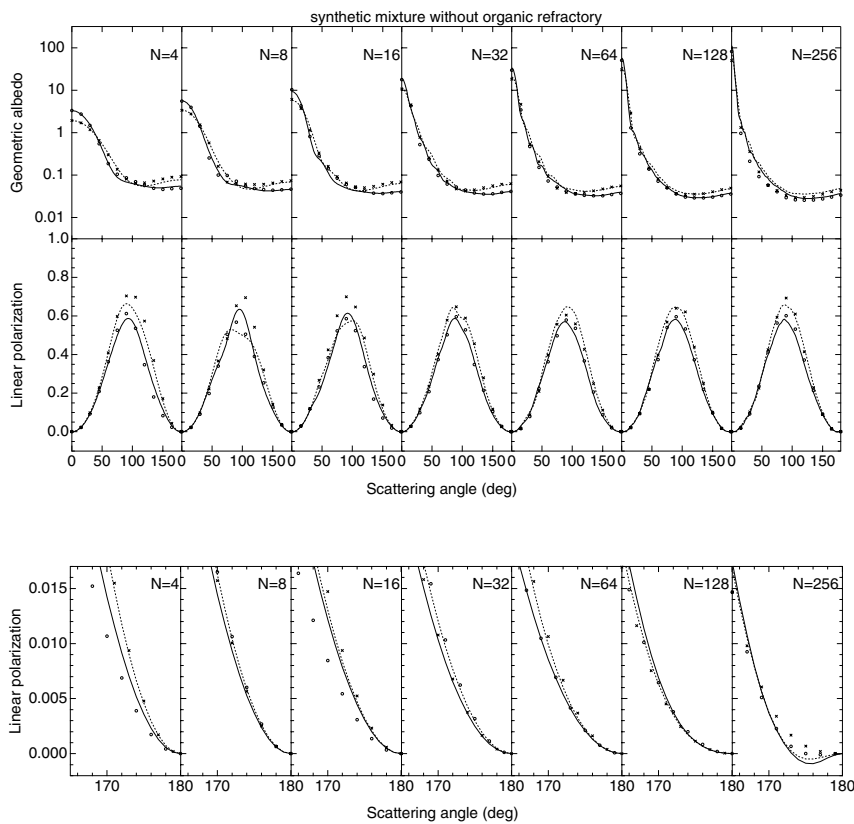 synthetic mixture without organic refractory
Geometric albedo
100
10
1
0.1
0.01
N=4
N=8
N=16
N=32
N=64
N=128
N=256
Linear polarization
1.0
0.8
0.6
0.4
0.2
0.0
0 50 100 150 0 50 100 150 0 50 100 150 0 50 100 150 0 50 100 150 0 50 100 150 0 50 100 150
Scattering angle (deg)
Linear polarization
0.015
0.010
0.005
0.000
N=4
N=8
N=16
N=32
N=64
N=128
N=256
170 180 170 180 170 180 170 180 170 180 170 180 170 180
Scattering angle (deg)